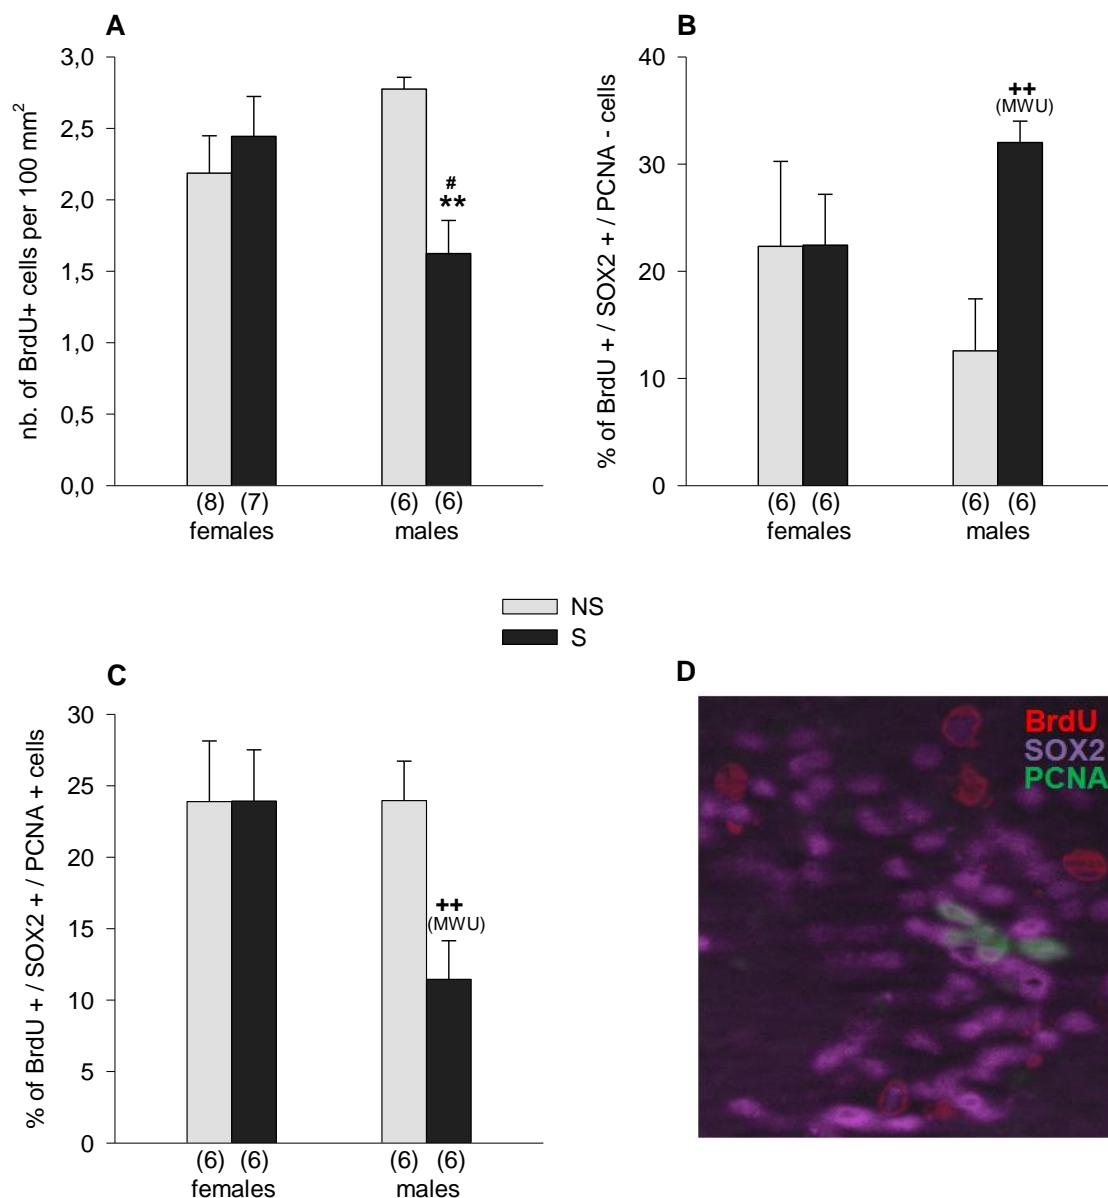 A
3,0
2,5
2,0
1,5
1,0
0,5
0,0
nb. of BrdU+ cells per 100 mm²
#
**
(8) (7)
females
(6) (6)
males
B
40
30
20
10
0
% of BrdU + / SOX2 + / PCNA - cells
++
(MWU)
(6) (6)
females
(6) (6)
males
NS
S
C
30
25
20
15
10
5
0
% of BrdU + / SOX2 + / PCNA + cells
++
(MWU)
(6) (6)
females
(6) (6)
males
D
BrdU
SOX2
PCNA